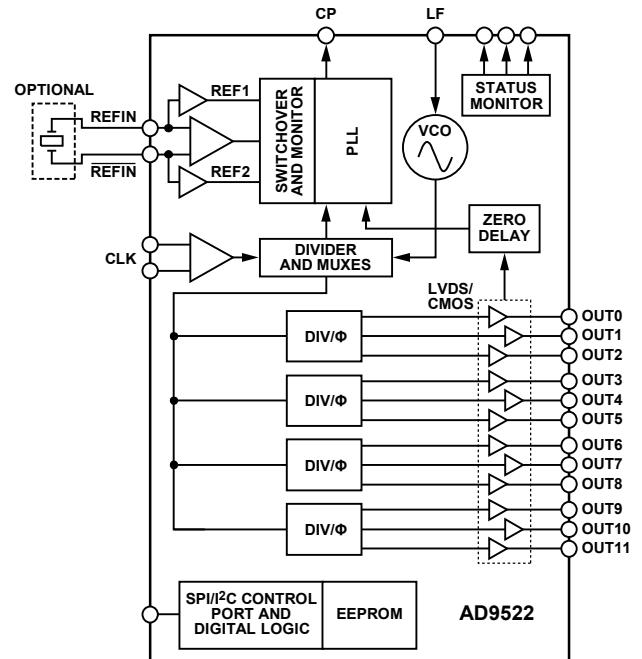 CP
LF
OPTIONAL
REFIN
REFIN
REF1
REF2
SWITCHOVER
AND MONITOR
PLL
VCO
STATUS
MONITOR
ZERO
DELAY
CLK
DIVIDER
AND MUXES
LVDS/
CMOS
DIV/Φ
DIV/Φ
DIV/Φ
DIV/Φ
OUT0
OUT1
OUT2
OUT3
OUT4
OUT5
OUT6
OUT7
OUT8
OUT9
OUT10
OUT11
SPI/I²C CONTROL
PORT AND
DIGITAL LOGIC
EEPROM
AD9522